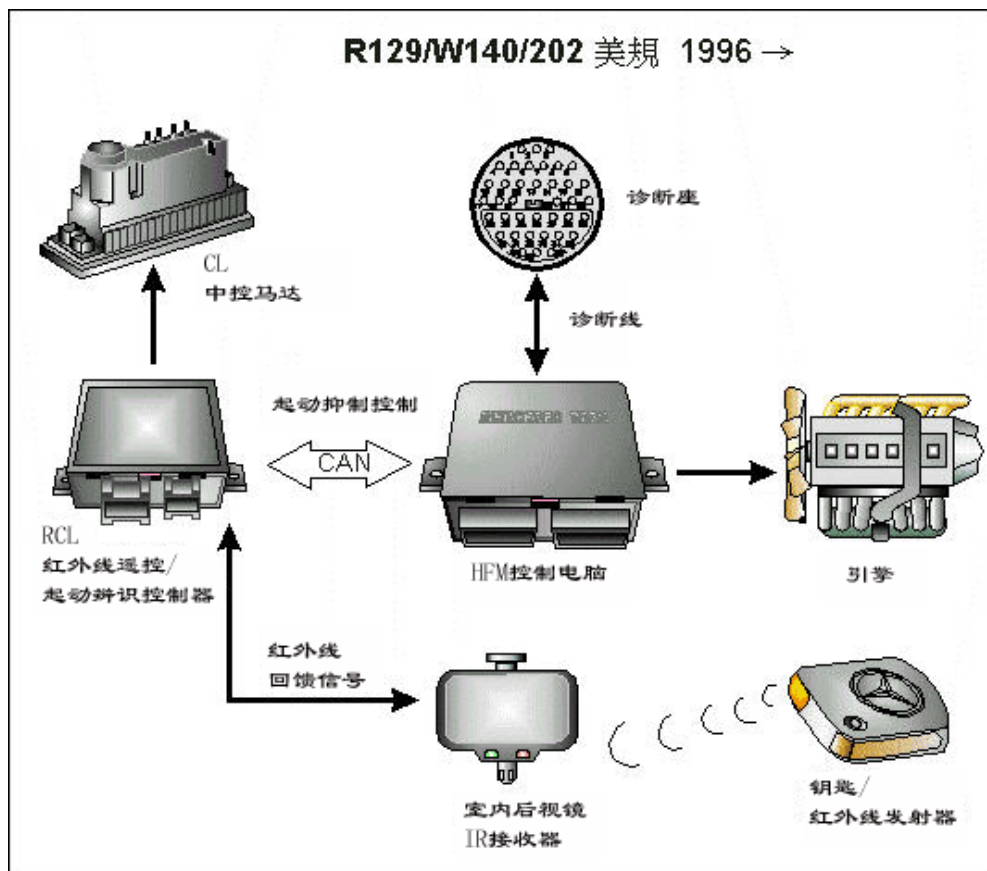 R129/W140/202 美規 1996 →
诊断座
CL
中控马达
诊断线
起动抑制控制
CAN
RCL
红外线遥控/
起动辨识控制器
HFM控制电脑
引擎
红外线
回馈信号
室内后视镜
IR接收器
钥匙/
红外线发射器